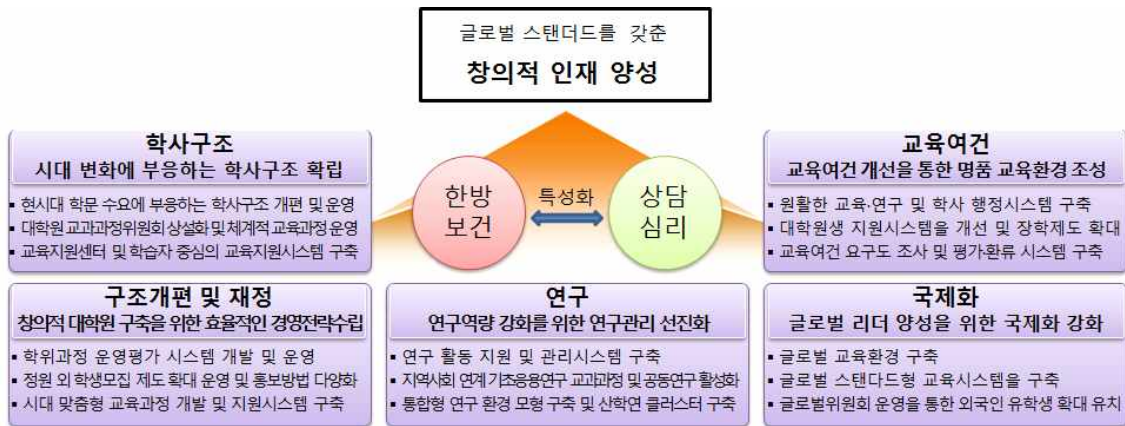 글로벌 스탠더드를 갖춘
창의적 인재 양성
학사구조
시대 변화에 부응하는 학사구조 확립
▪ 현시대 학문 수요에 부응하는 학사구조 개편 및 운영
▪ 대학원 교과과정위원회 상설화 및 체계적 교육과정 운영
▪ 교육지원센터 및 학습자 중심의 교육지원시스템 구축
한방
보건
특성화
상담
심리
교육여건
교육여건 개선을 통한 명품 교육환경 조성
▪ 원활한 교육·연구 및 학사 행정시스템 구축
▪ 대학원생 지원시스템을 개선 및 장학제도 확대
▪ 교육여건 요구도 조사 및 평가·환류 시스템 구축
구조개편 및 재정
창의적 대학원 구축을 위한 효율적인 경영전략수립
▪ 학위과정 운영평가 시스템 개발 및 운영
▪ 정원 외 학생모집 제도 확대 운영 및 홍보방법 다양화
▪ 시대 맞춤형 교육과정 개발 및 지원시스템 구축
연구
연구역량 강화를 위한 연구관리 선진화
▪ 연구 활동 지원 및 관리시스템 구축
▪ 지역사회 연계 기초응용연구 교과과정 및 공동연구 활성화
▪ 통합형 연구 환경 모형 구축 및 산학연 클러스터 구축
국제화
글로벌 리더 양성을 위한 국제화 강화
▪ 글로벌 교육환경 구축
▪ 글로벌 스탠다드형 교육시스템을 구축
▪ 글로벌위원회 운영을 통한 외국인 유학생 확대 유치